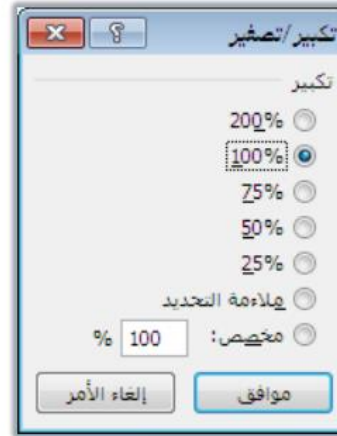 تكبير/تصغير
تكبير
200%
100%
75%
50%
25%
ملاءمة التحديد
مخصص: 100 %
موافق إلغاء الأمر